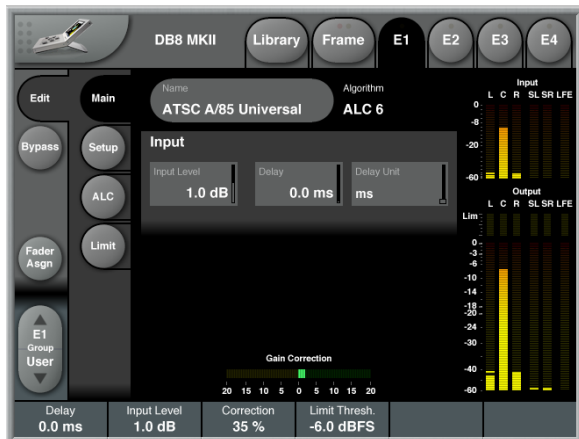 DB8 MKII
Library
Frame
E1
E2
E3
E4
Edit
Main
Name
ATSC A/85 Universal
Algorithm
ALC 6
Bypass
Setup
ALC
Limit
Fader
Asgn
E1
Group
User
Input
Input Level
1.0 dB
Delay
0.0 ms
Delay Unit
ms
Gain Correction
20 15 10 5 0 5 10 15 20
Input
L C R SL SR LFE
0
-8
-20
-60
Output
L C R SL SR LFE
Lim
0
-3
-6
-10
-14
-18
-20
-24
-30
-40
-60
Delay
0.0 ms
Input Level
1.0 dB
Correction
35 %
Limit Thresh.
-6.0 dBFS